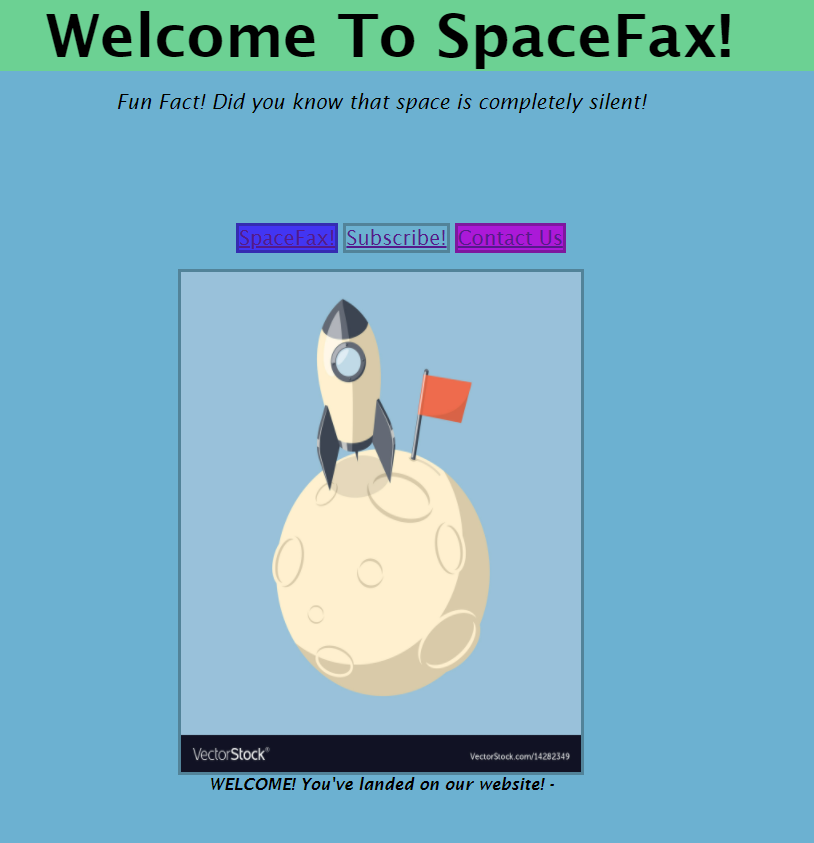 Welcome To SpaceFax!
Fun Fact! Did you know that space is completely silent!
SpaceFax! Subscribe! Contact Us
VectorStock® VectorStock.com/14282349
WELCOME! You've landed on our website! -